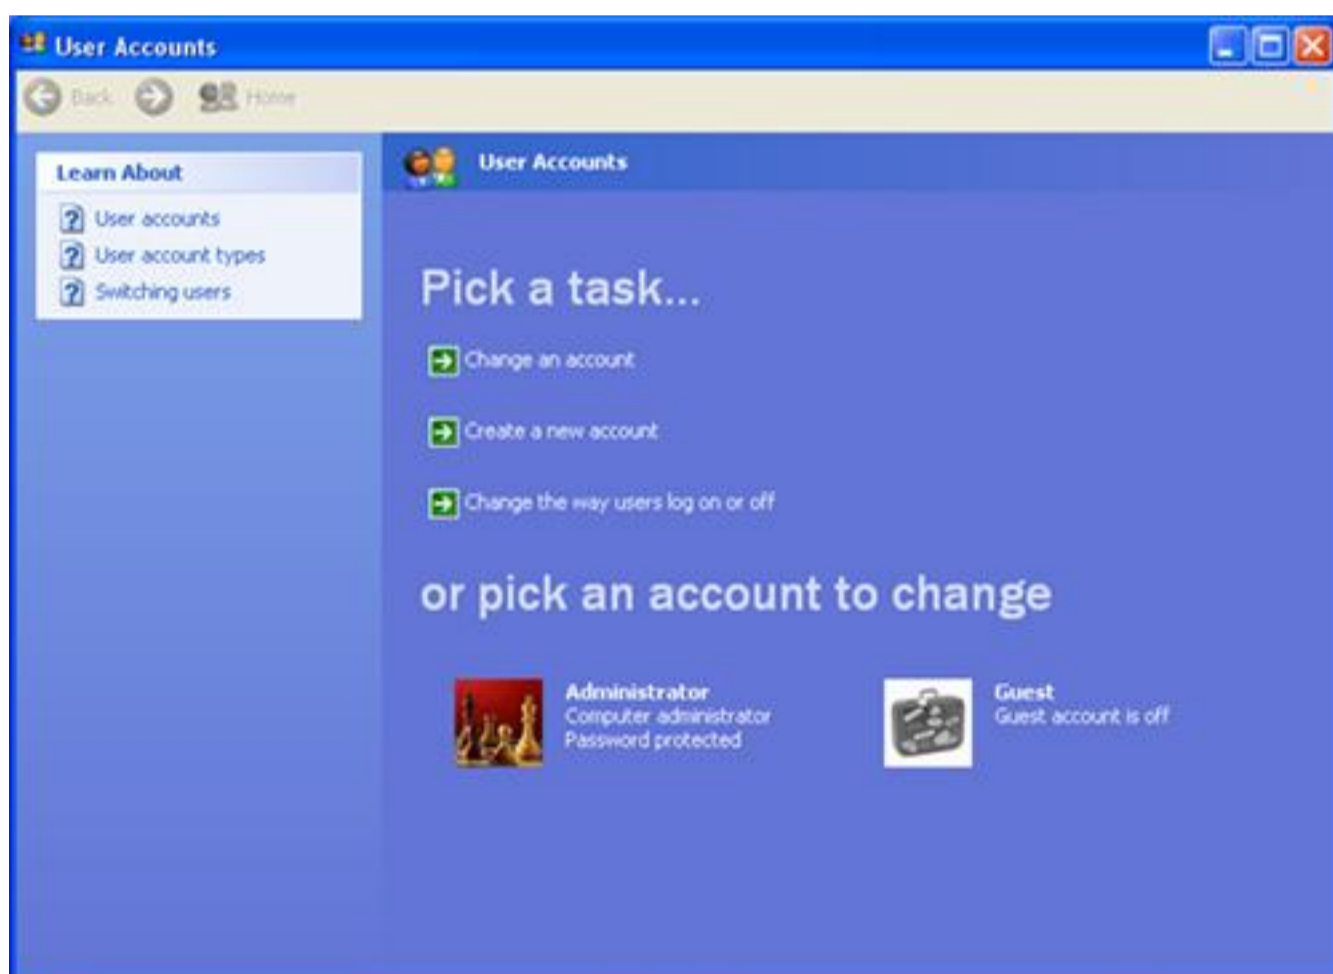 User Accounts
Back
Home
Learn About
User accounts
User account types
Switching users
User Accounts
Pick a task...
Change an account
Create a new account
Change the way users log on or off
or pick an account to change
Administrator
Computer administrator
Password protected
Guest
Guest account is off